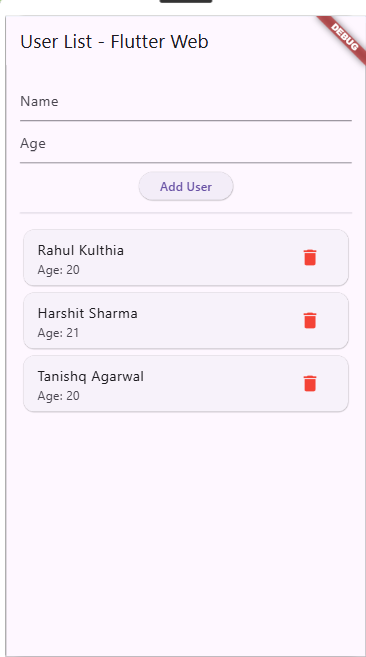 User List - Flutter Web
DEBUG
Name
Age
Add User
Rahul Kulthia
Age: 20
Harshit Sharma
Age: 21
Tanishq Agarwal
Age: 20